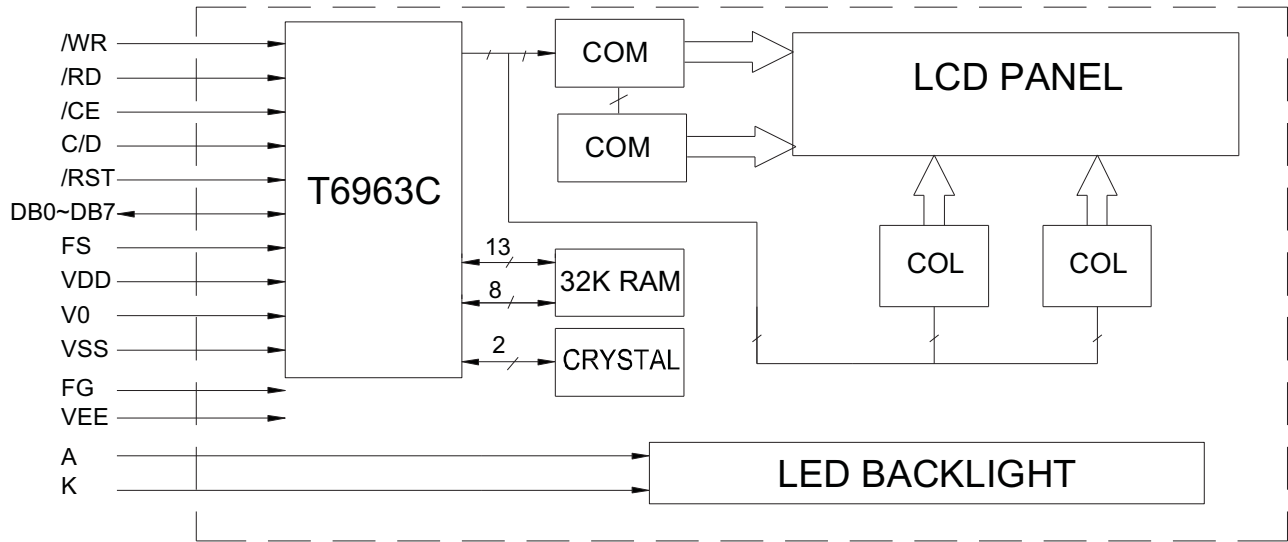 /WR
/RD
/CE
C/D
/RST
DB0~DB7
FS
VDD
V0
VSS
FG
VEE
A
K
T6963C
COM
COM
LCD PANEL
COL
COL
13
8
32K RAM
2
CRYSTAL
LED BACKLIGHT